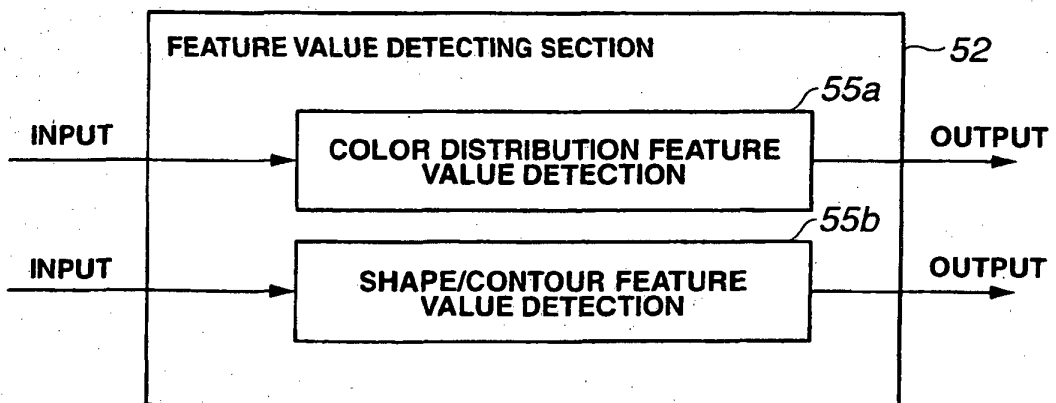 FEATURE VALUE DETECTING SECTION
52
55a
INPUT
COLOR DISTRIBUTION FEATURE
VALUE DETECTION
OUTPUT
55b
INPUT
SHAPE/CONTOUR FEATURE
VALUE DETECTION
OUTPUT